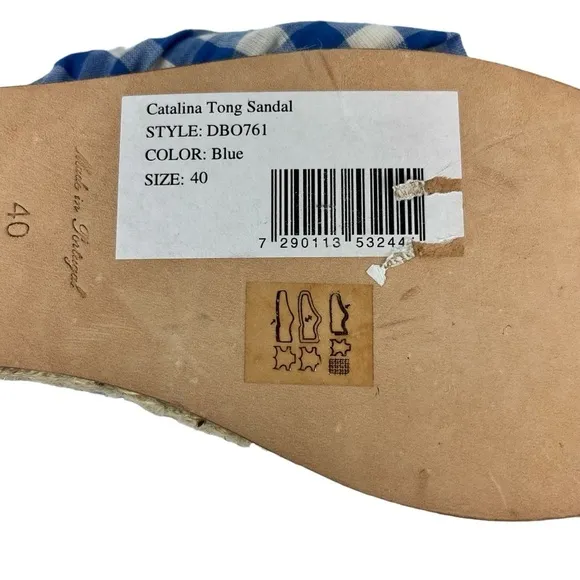 Catalina Tong Sandal
STYLE: DBO761
COLOR: Blue
SIZE: 40
7 290113 53244
Made in Portugal
40